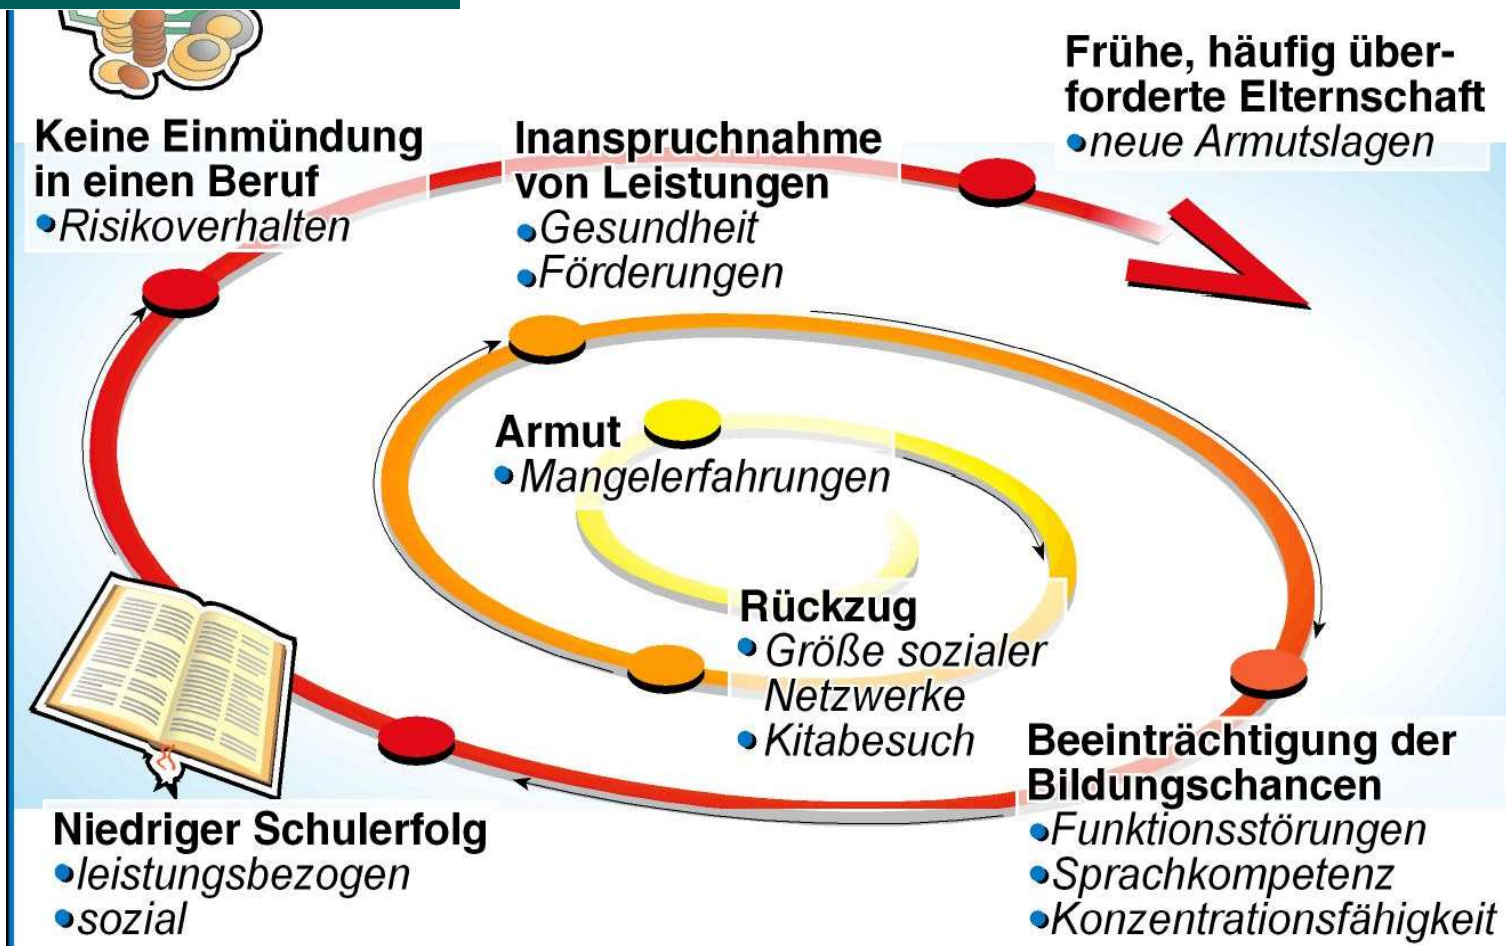 Frühe, häufig über-
forderte Elternschaft
neue Armutslagen
Keine Einmündung
in einen Beruf
Risikoverhalten
Inanspruchnahme
von Leistungen
Gesundheit
Förderungen
Armut
Mangelerfahrungen
Rückzug
Größe sozialer
Netzwerke
Kitabesuch
Beeinträchtigung der
Bildungschancen
Funktionsstörungen
Sprachkompetenz
Konzentrationsfähigkeit
Niedriger Schulerfolg
leistungsbezogen
sozial